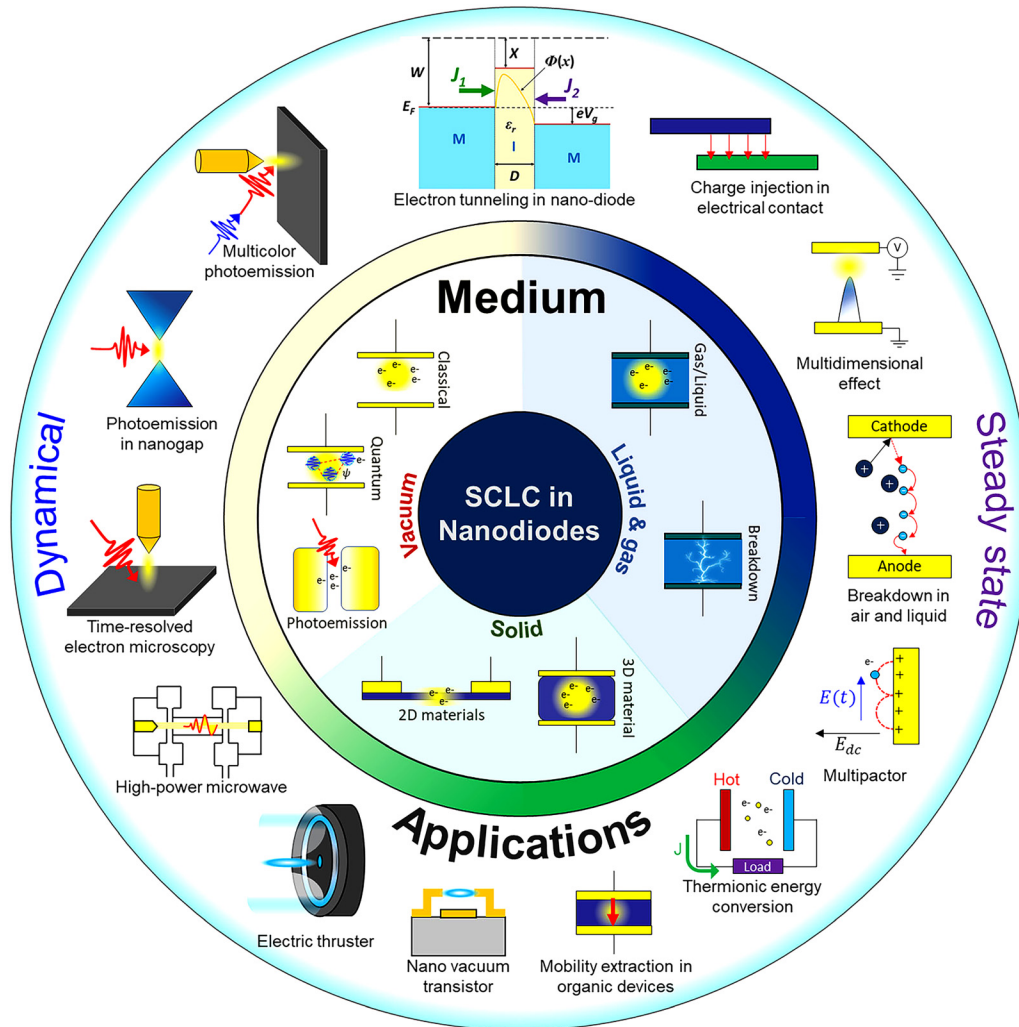 W
X
Φ(x)
J1
J2
EF
eVg
εr
M
I
M
D
Electron tunneling in nano-diode
Charge injection in
electrical contact
V
Multidimensional
effect
Steady state
Cathode
+
-
-
+
-
+
-
Anode
Breakdown in
air and liquid
e-
+
+
+
+
+
E(t)
Edc
Multipactor
Hot
Cold
e-
e-
e-
J
Load
Thermionic energy
conversion
Mobility extraction in
organic devices
Nano vacuum
transistor
Electric thruster
Applications
High-power microwave
Time-resolved
electron microscopy
Dynamical
Photoemission
in nanogap
Multicolor
photoemission
Medium
Classical
e-
e-
e-
e-
Quantum
e-
ψ
Vacuum
e-
e-
e-
e-
Photoemission
Gas/Liquid
e-
e-
e-
e-
Liquid & gas
Breakdown
SCLC in
Nanodiodes
Solid
e-
e-
e-
2D materials
e-
e-
e-
e-
3D material